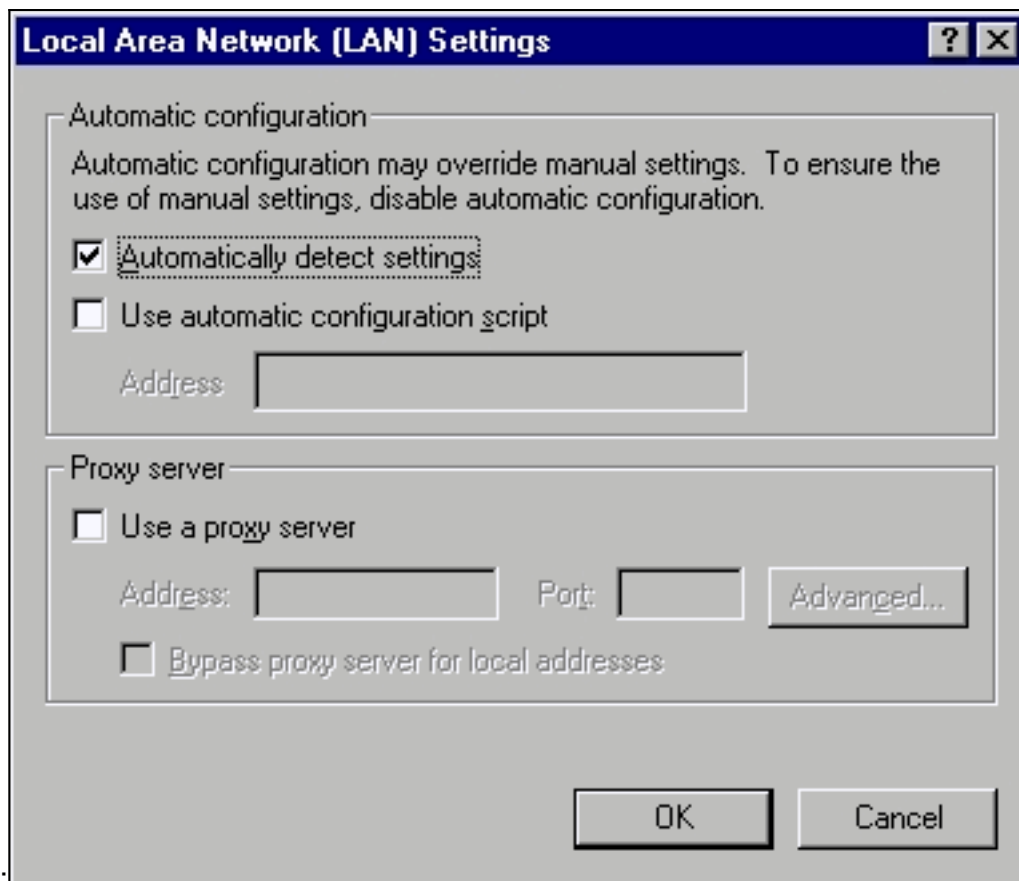 Local Area Network (LAN) Settings
Automatic configuration
Automatic configuration may override manual settings.  To ensure the
use of manual settings, disable automatic configuration.
Automatically detect settings
Use automatic configuration script
Address
Proxy server
Use a proxy server
Address: Port: Advanced...
Bypass proxy server for local addresses
OK Cancel